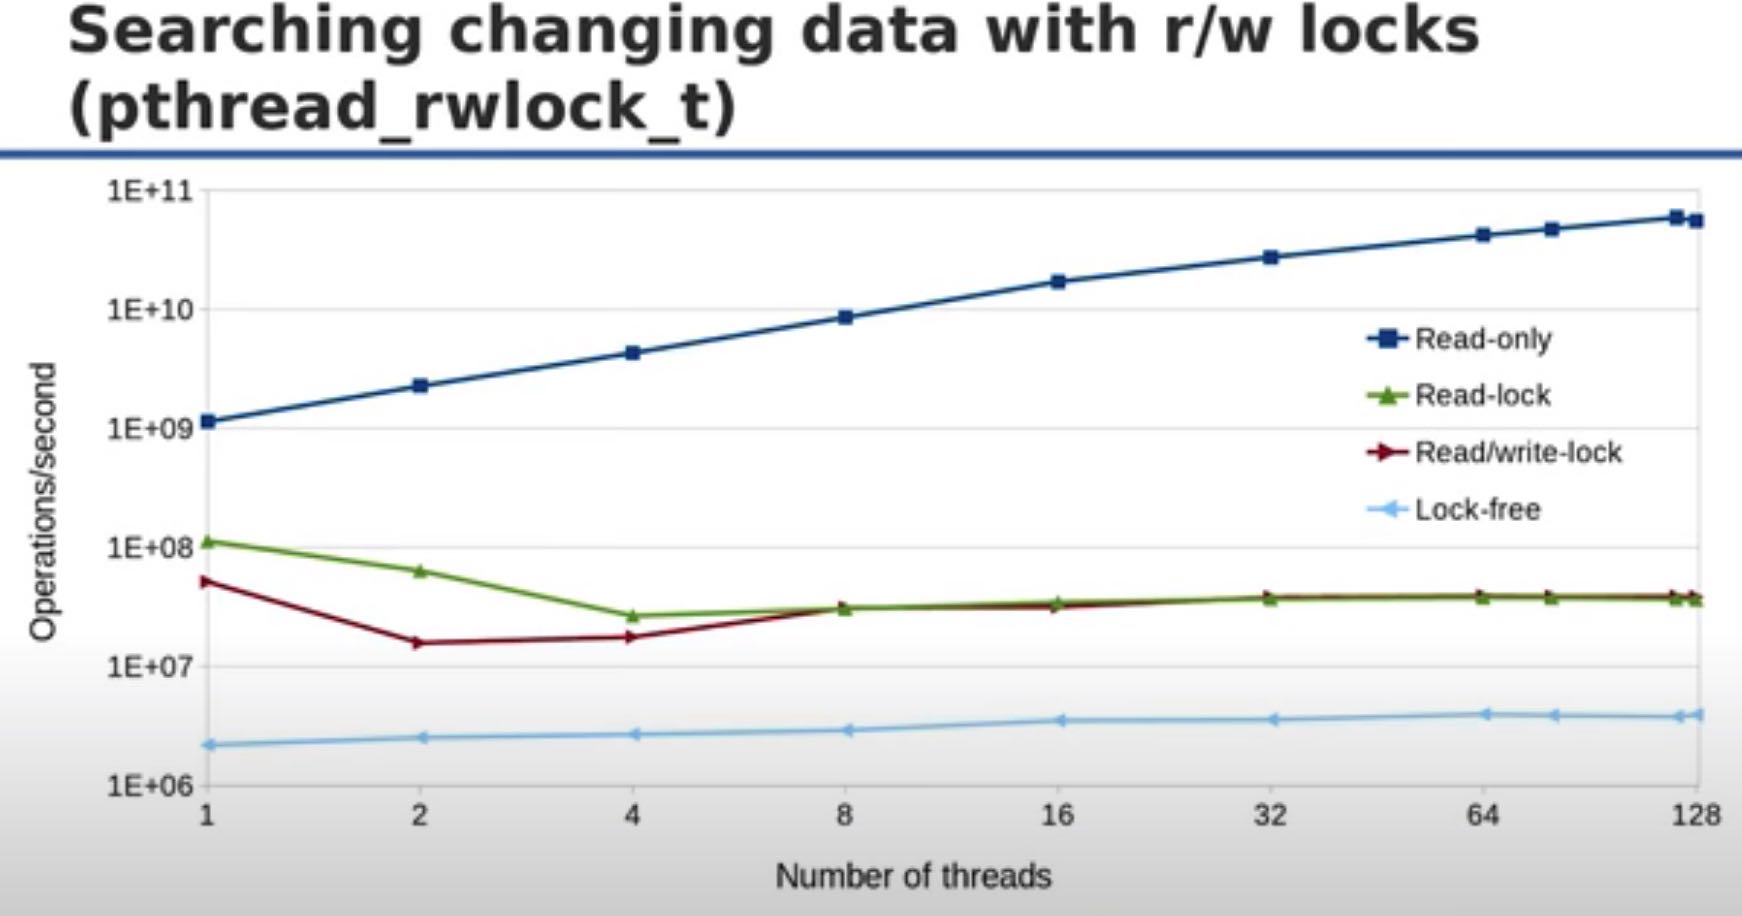 Searching changing data with r/w locks
(pthread_rwlock_t)
1E+11
1E+10
1E+09
1E+08
1E+07
1E+06
Operations/second
Read-only
Read-lock
Read/write-lock
Lock-free
1 2 4 8 16 32 64 128
Number of threads